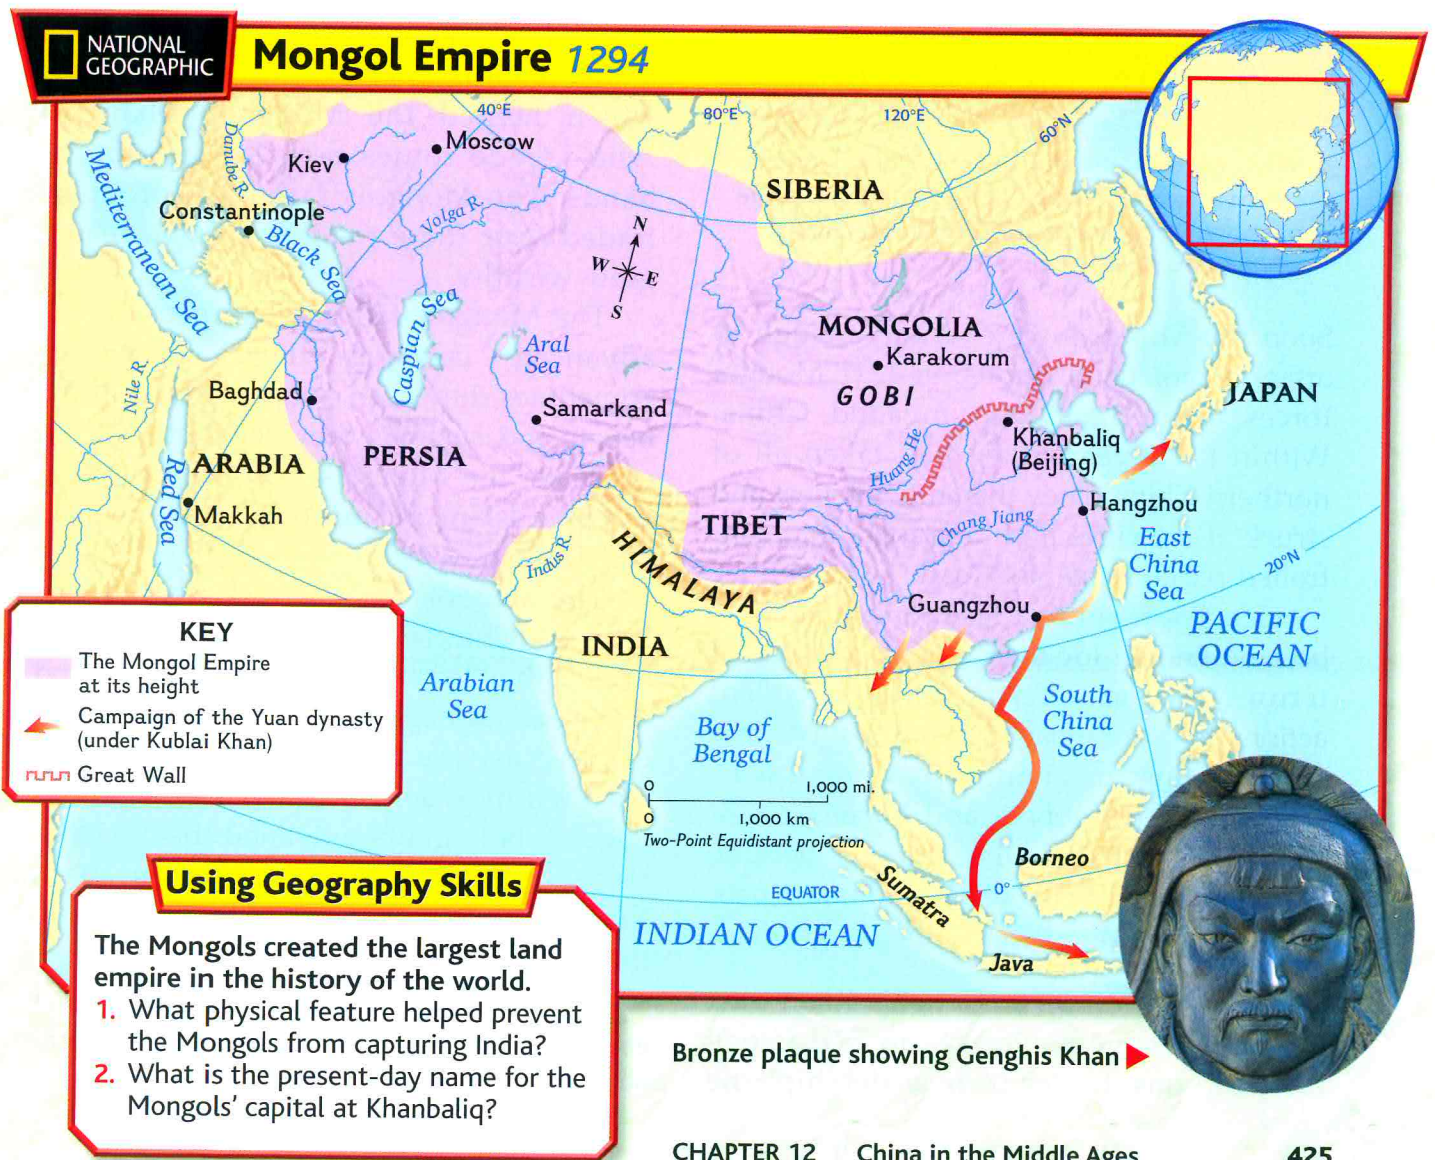 NATIONAL
GEOGRAPHIC
Mongol Empire 1294
40°E
80°E
120°E
60°N
Moscow
Kiev
Danube R.
SIBERIA
Mediterranean Sea
Constantinople
Volga R.
Black Sea
N
W
E
S
Caspian Sea
Aral
Sea
MONGOLIA
Karakorum
GOBI
JAPAN
Nile R.
Baghdad
Samarkand
Khanbaliq
(Beijing)
Huang He
PERSIA
ARABIA
Red Sea
Makkah
TIBET
Chang Jiang
Hangzhou
East
China
Sea
20°N
Indus R.
HIMALAYA
Guangzhou
PACIFIC
OCEAN
INDIA
KEY
The Mongol Empire
at its height
Campaign of the Yuan dynasty
(under Kublai Khan)
Great Wall
Arabian
Sea
Bay of
Bengal
South
China
Sea
0
1,000 mi.
0
1,000 km
Two-Point Equidistant projection
Borneo
Sumatra
EQUATOR
0°
INDIAN OCEAN
Java
Using Geography Skills
The Mongols created the largest land
empire in the history of the world.
1. What physical feature helped prevent
the Mongols from capturing India?
2. What is the present-day name for the
Mongols' capital at Khanbaliq?
Bronze plaque showing Genghis Khan
CHAPTER 12 China in the Middle Ages 425